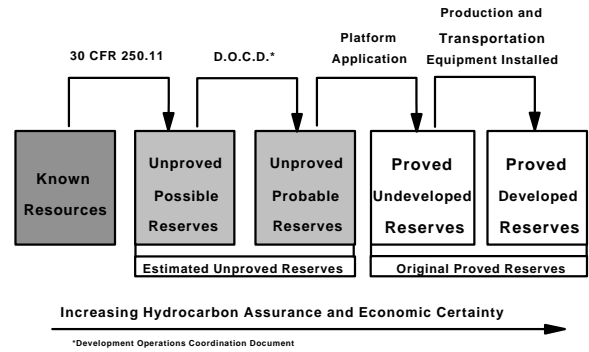 Production and
Transportation
Equipment Installed
Platform
Application
D.O.C.D.*
30 CFR 250.11
Known
Resources
Unproved
Possible
Reserves
Unproved
Probable
Reserves
Proved
Undeveloped
Reserves
Proved
Developed
Reserves
Estimated Unproved Reserves
Original Proved Reserves
Increasing Hydrocarbon Assurance and Economic Certainty
*Development Operations Coordination Document